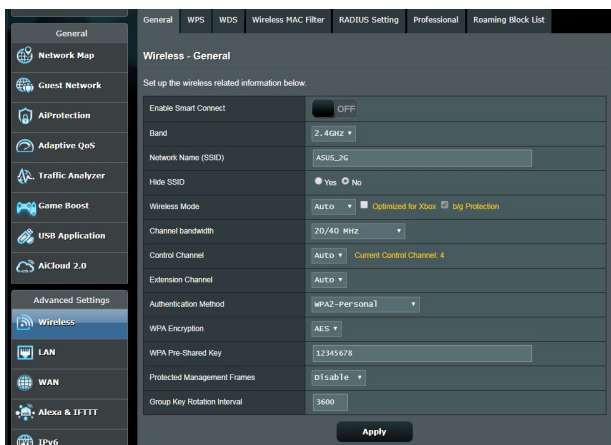 General
Network Map
Guest Network
AiProtection
Adaptive QoS
Traffic Analyzer
Game Boost
USB Application
AiCloud 2.0
Advanced Settings
Wireless
LAN
WAN
Alexa & IFTTT
IPv6
General WPS WDS Wireless MAC Filter RADIUS Setting Professional Roaming Block List
Wireless - General
Set up the wireless related information below.
Enable Smart Connect OFF
Band 2.4GHz
Network Name (SSID) ASUS_2G
Hide SSID Yes No
Wireless Mode Auto Optimized for Xbox b/g Protection
Channel bandwidth 20/40 MHz
Control Channel Auto Current Control Channel: 4
Extension Channel Auto
Authentication Method WPA2-Personal
WPA Encryption AES
WPA Pre-Shared Key 12345678
Protected Management Frames Disable
Group Key Rotation Interval 3600
Apply